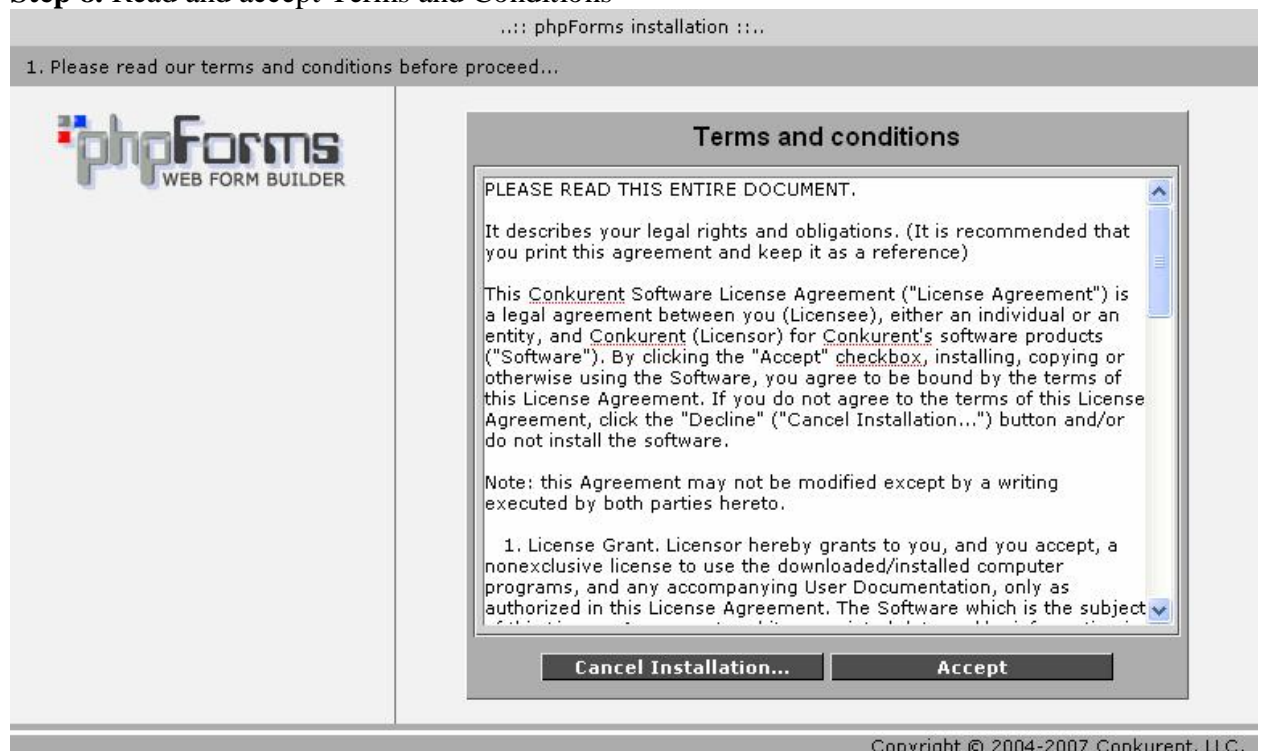 Step 8. Read and accept Terms and Conditions
..:: phpForms installation ::..
1. Please read our terms and conditions before proceed...
phpForms
WEB FORM BUILDER
Terms and conditions
PLEASE READ THIS ENTIRE DOCUMENT.
It describes your legal rights and obligations. (It is recommended that
you print this agreement and keep it as a reference)
This Conkurent Software License Agreement ("License Agreement") is
a legal agreement between you (Licensee), either an individual or an
entity, and Conkurent (Licensor) for Conkurent's software products
("Software"). By clicking the "Accept" checkbox, installing, copying or
otherwise using the Software, you agree to be bound by the terms of
this License Agreement. If you do not agree to the terms of this License
Agreement, click the "Decline" ("Cancel Installation...") button and/or
do not install the software.
Note: this Agreement may not be modified except by a writing
executed by both parties hereto.
1. License Grant. Licensor hereby grants to you, and you accept, a
nonexclusive license to use the downloaded/installed computer
programs, and any accompanying User Documentation, only as
authorized in this License Agreement. The Software which is the subject
Cancel Installation...
Accept
Copyright © 2004-2007 Conkurent, LLC.